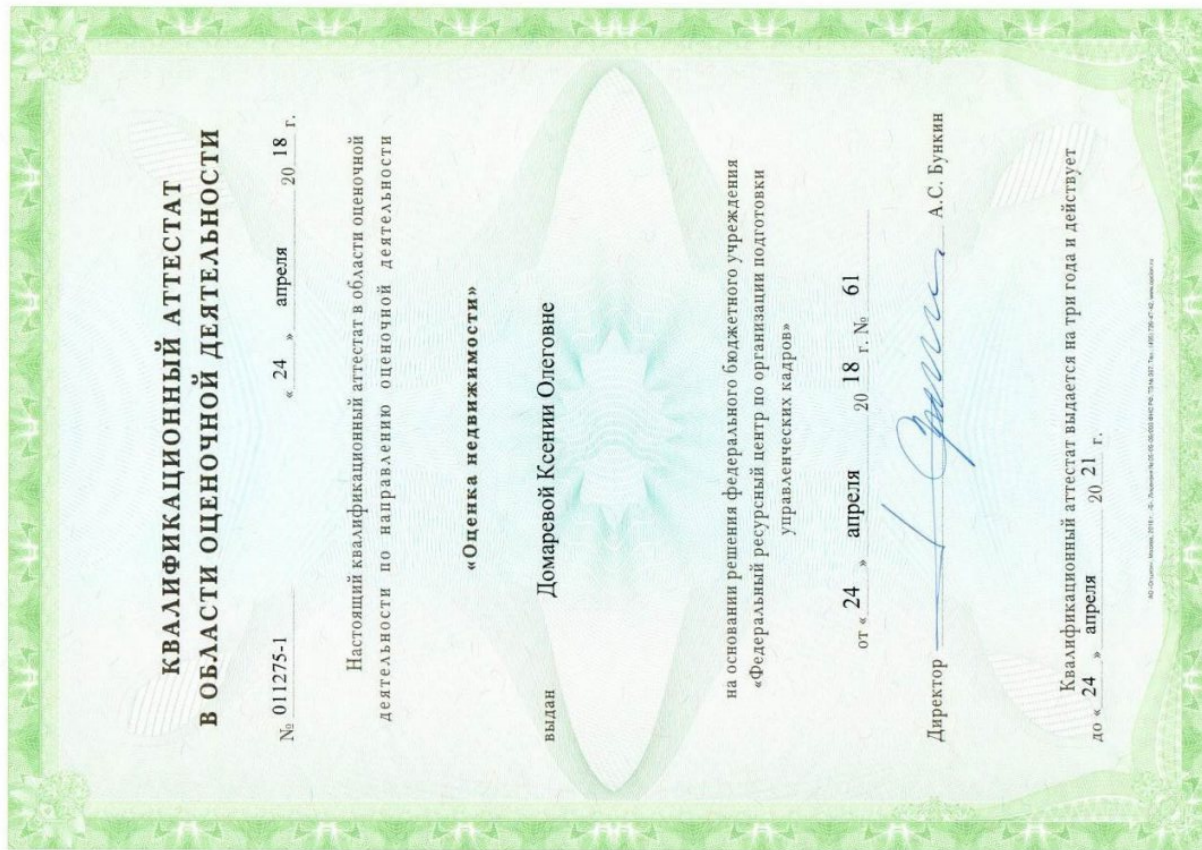 КВАЛИФИКАЦИОННЫЙ АТТЕСТАТ
В ОБЛАСТИ ОЦЕНОЧНОЙ ДЕЯТЕЛЬНОСТИ
№ 011275-1 « 24 » апреля 20 18 г.
Настоящий квалификационный аттестат в области оценочной
деятельности по направлению оценочной деятельности
«Оценка недвижимости»
выдан Домаревой Ксении Олеговне
на основании решения федерального бюджетного учреждения
«Федеральный ресурсный центр по организации подготовки
управленческих кадров»
от « 24 » апреля 20 18 г. № 61
Директор А.С. Бункин
Квалификационный аттестат выдается на три года и действует
до « 24 » апреля 20 21 г.